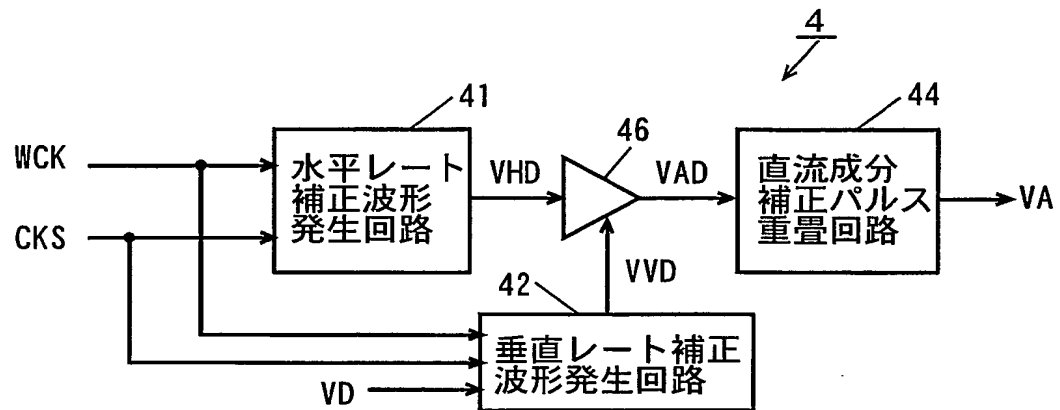 4
41
44
46
WCK
水平レート
補正波形
発生回路
VHD
VAD
直流成分
補正パルス
重畳回路
VA
CKS
VVD
42
垂直レート補正
波形発生回路
VD